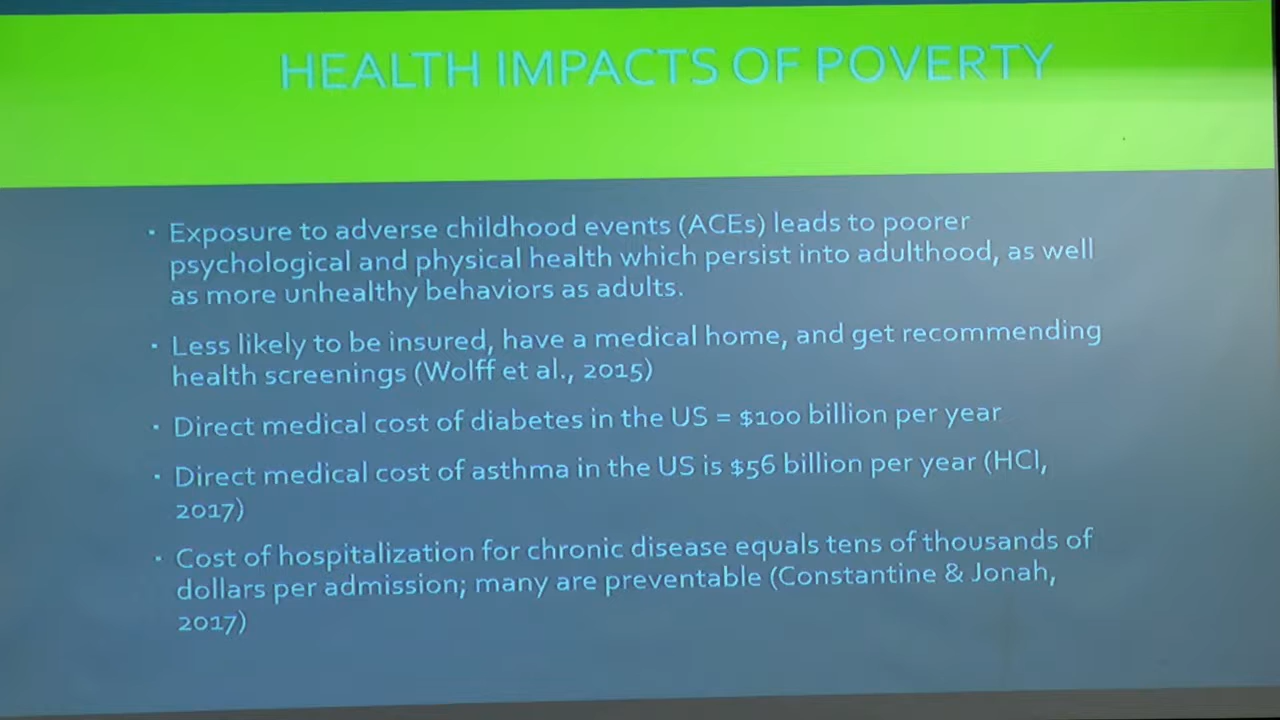 HEALTH IMPACTS OF POVERTY
· Exposure to adverse childhood events (ACEs) leads to poorer
psychological and physical health which persist into adulthood, as well
as more unhealthy behaviors as adults.
· Less likely to be insured, have a medical home, and get recommending
health screenings (Wolff et al., 2015)
· Direct medical cost of diabetes in the US = $100 billion per year
· Direct medical cost of asthma in the US is $56 billion per year (HCI,
2017)
· Cost of hospitalization for chronic disease equals tens of thousands of
dollars per admission; many are preventable (Constantine & Jonah,
2017)